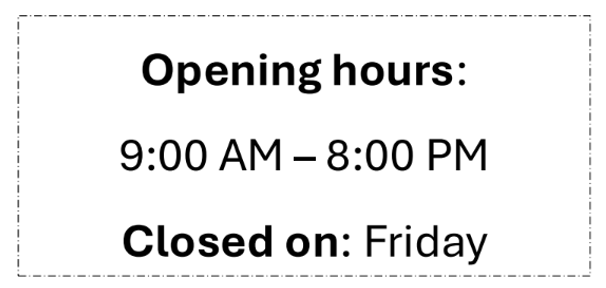 Opening hours:
9:00 AM – 8:00 PM
Closed on: Friday